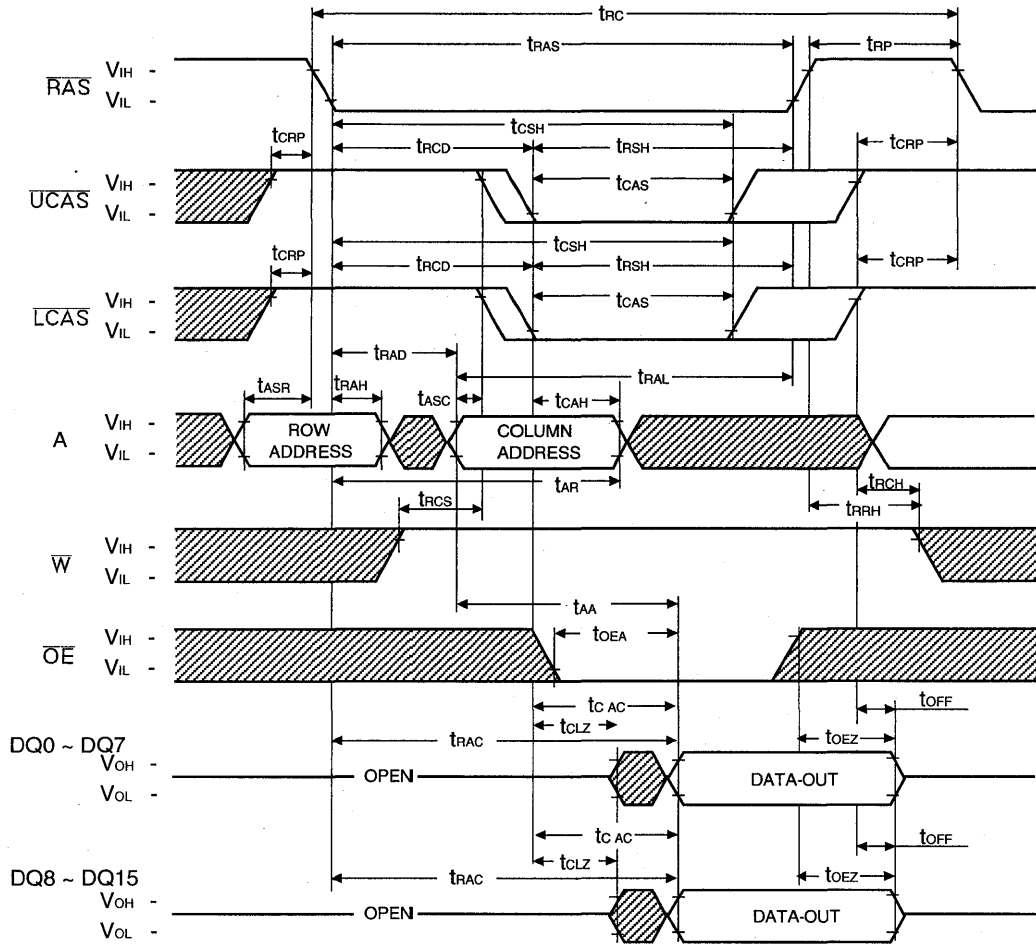 tRC
tRAS
tRP
RAS
VIH -
VIL -
tCSH
tCRP
tRCD
tRSH
tCRP
UCAS
VIH -
VIL -
tCAS
tCSH
tCRP
tRCD
tRSH
tCRP
LCAS
VIH -
VIL -
tCAS
tRAD
tRAL
tASR
tRAH
tASC
tCAH
A
VIH -
VIL -
ROW
ADDRESS
COLUMN
ADDRESS
tAR
tRCS
tRCH
tRRH
W
VIH -
VIL -
tAA
tOEA
OE
VIH -
VIL -
tCAC
tOFF
tCLZ
tOEZ
tRAC
DQ0 ~ DQ7
VOH -
VOL -
OPEN
DATA-OUT
tCAC
tOFF
tCLZ
tOEZ
tRAC
DQ8 ~ DQ15
VOH -
VOL -
OPEN
DATA-OUT